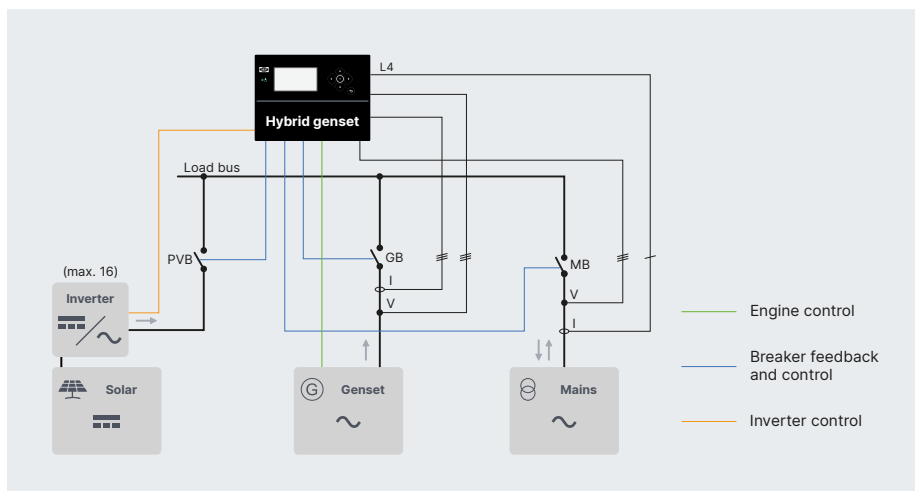 L4
Hybrid genset
Load bus
PVB
GB
MB
I
V
V
I
(max. 16)
Inverter
Solar
G
Genset
Mains
Engine control
Breaker feedback
and control
Inverter control